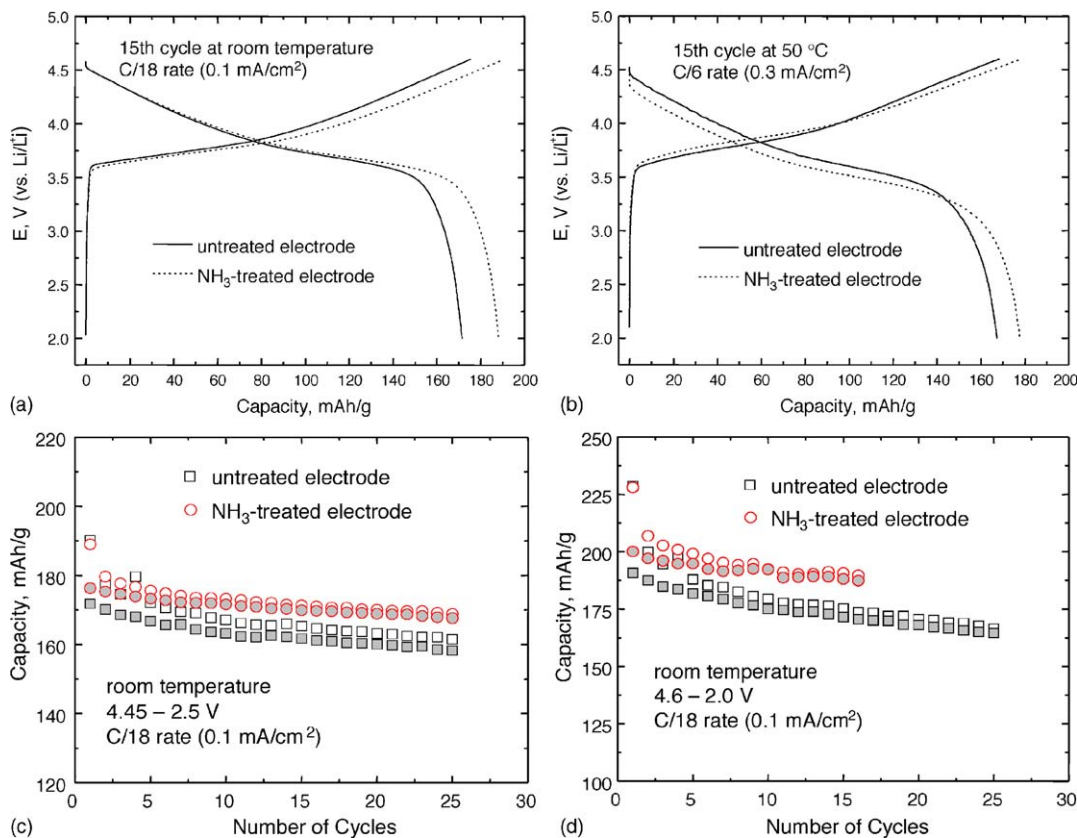 5.0
4.5
4.0
3.5
3.0
2.5
2.0
E, V (vs. Li/Li⁺)
15th cycle at room temperature
C/18 rate (0.1 mA/cm²)
untreated electrode
NH₃-treated electrode
0 20 40 60 80 100 120 140 160 180 200
Capacity, mAh/g
(a)
5.0
4.5
4.0
3.5
3.0
2.5
2.0
E, V (vs. Li/Li⁺)
15th cycle at 50 °C
C/6 rate (0.3 mA/cm²)
untreated electrode
NH₃-treated electrode
0 20 40 60 80 100 120 140 160 180 200
Capacity, mAh/g
(b)
220
200
180
160
140
120
Capacity, mAh/g
untreated electrode
NH₃-treated electrode
room temperature
4.45 – 2.5 V
C/18 rate (0.1 mA/cm²)
0 5 10 15 20 25 30
Number of Cycles
(c)
250
225
200
175
150
125
100
Capacity, mAh/g
untreated electrode
NH₃-treated electrode
room temperature
4.6 – 2.0 V
C/18 rate (0.1 mA/cm²)
0 5 10 15 20 25 30
Number of Cycles
(d)